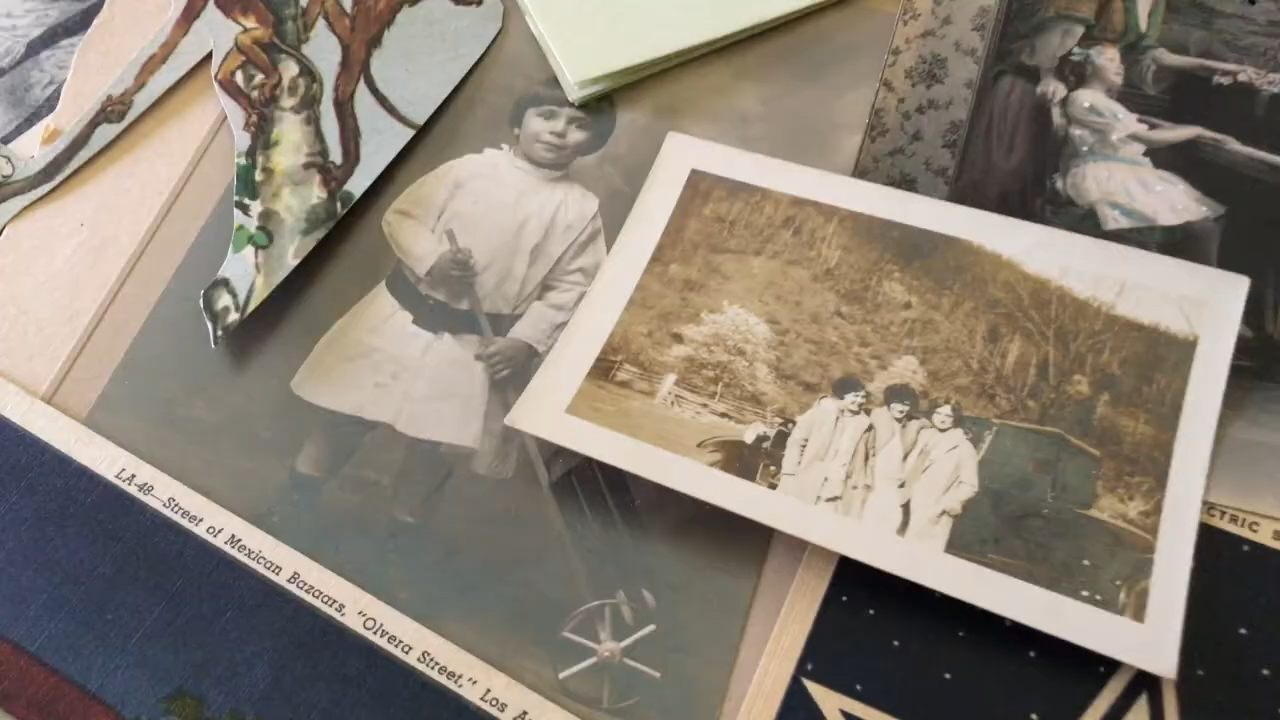 LA-48—Street of Mexican Bazaars, "Olvera Street," Los
CTRIC